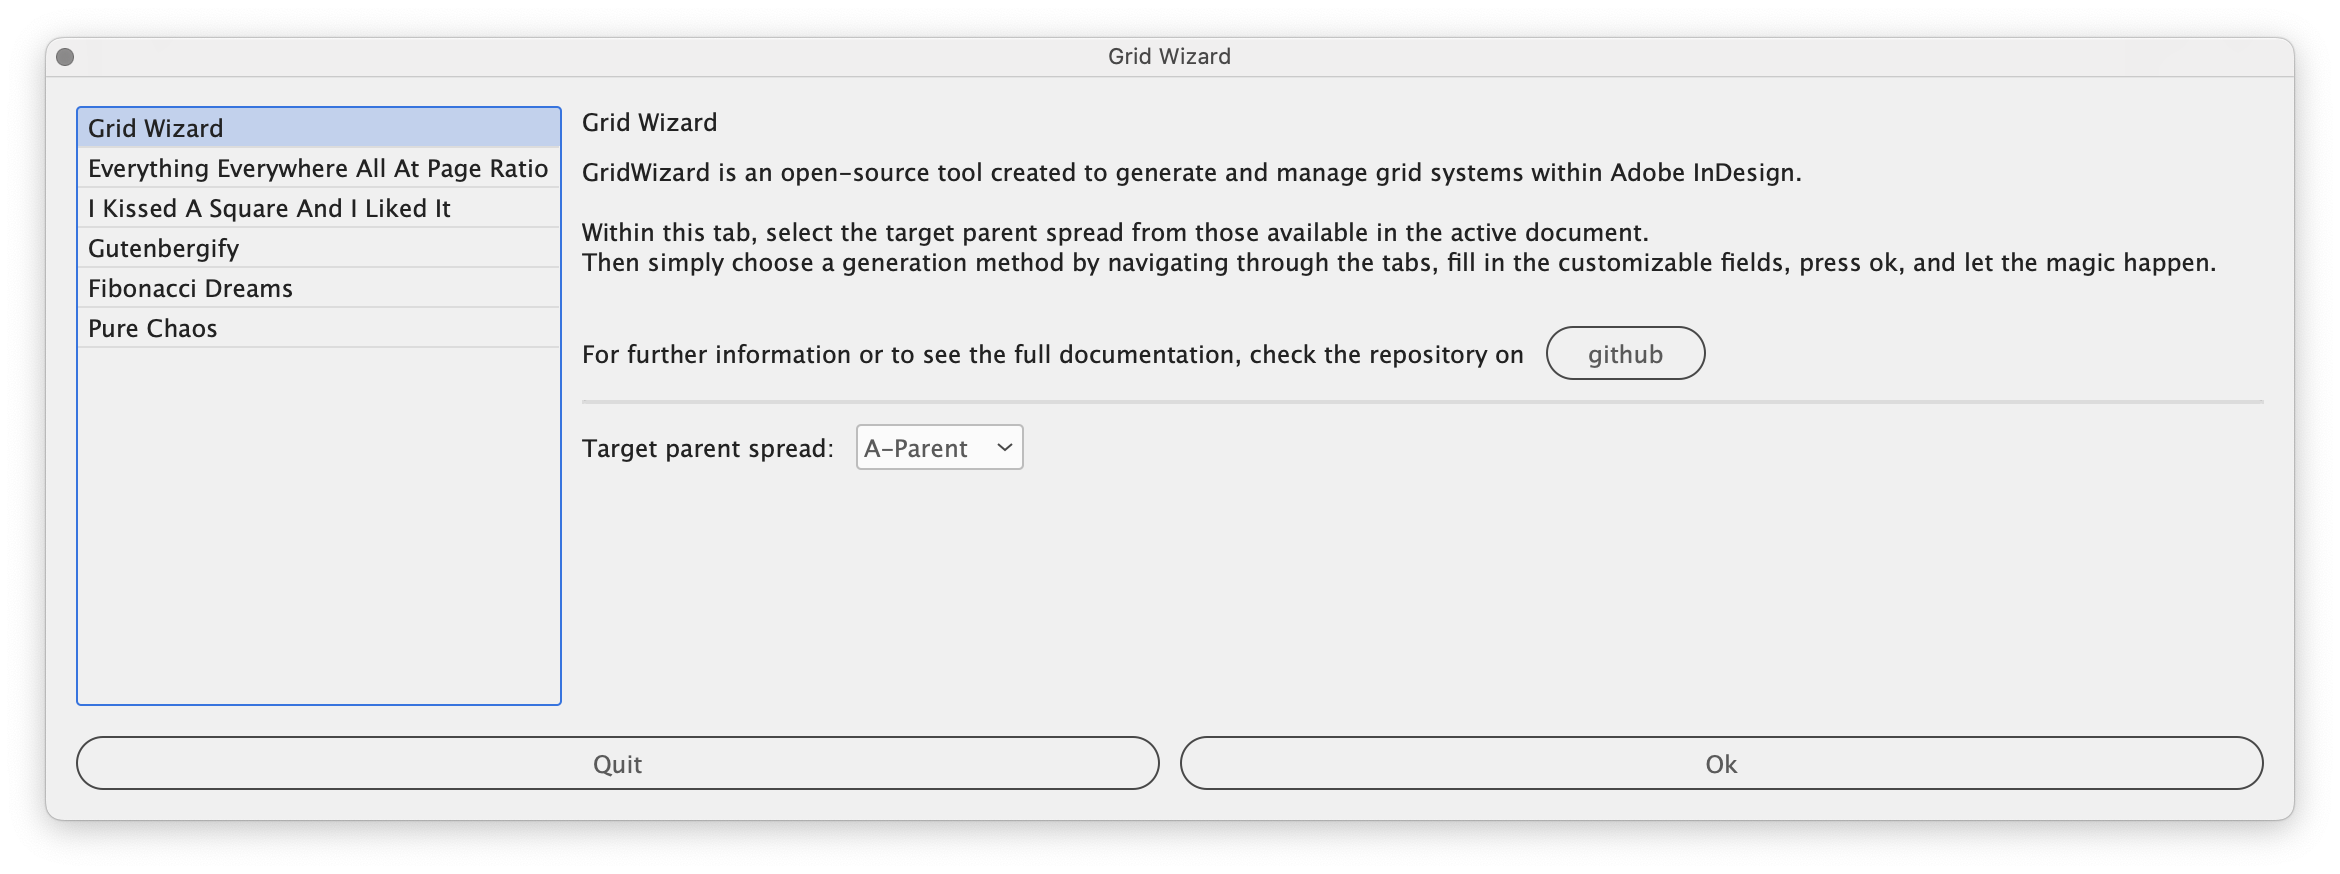 Grid Wizard
Grid Wizard
Everything Everywhere All At Page Ratio
I Kissed A Square And I Liked It
Gutenbergify
Fibonacci Dreams
Pure Chaos
Grid Wizard
GridWizard is an open-source tool created to generate and manage grid systems within Adobe InDesign.
Within this tab, select the target parent spread from those available in the active document.
Then simply choose a generation method by navigating through the tabs, fill in the customizable fields, press ok, and let the magic happen.
For further information or to see the full documentation, check the repository on github
Target parent spread: A-Parent
Quit
Ok